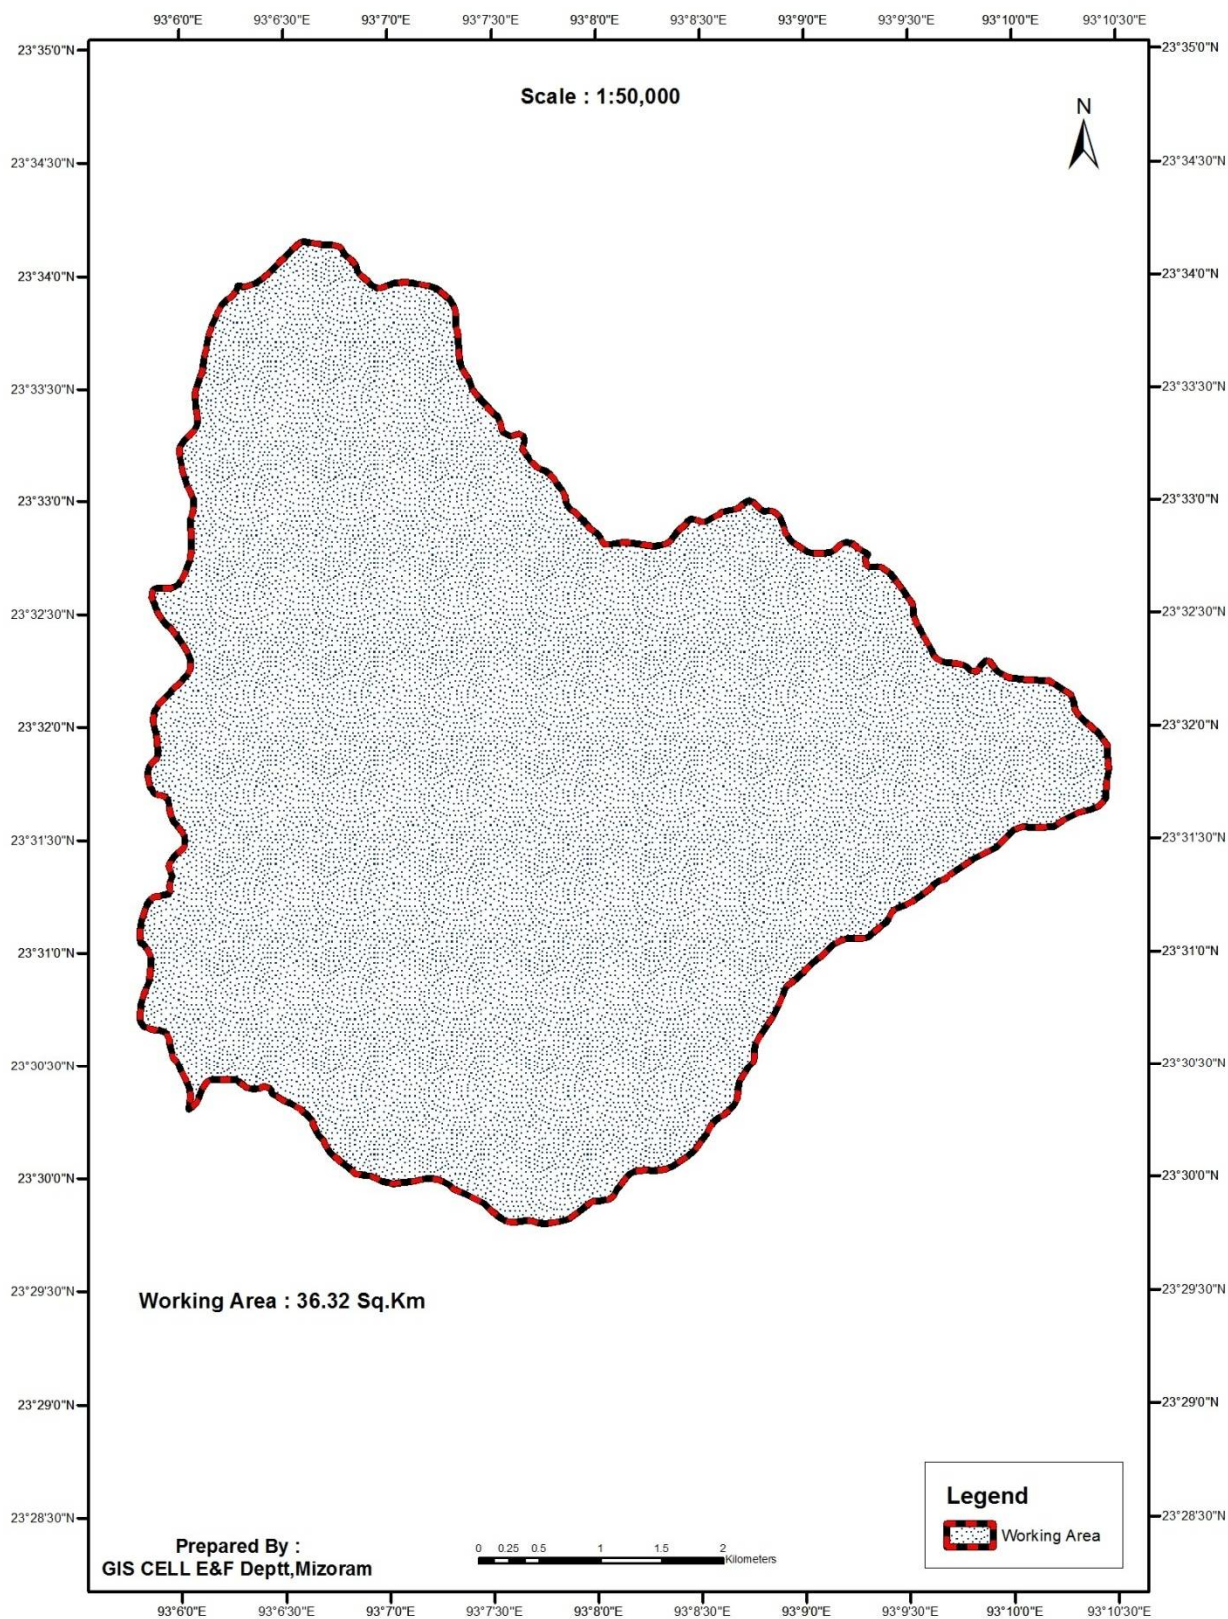 93°6'0"E 93°6'30"E 93°7'0"E 93°7'30"E 93°8'0"E 93°8'30"E 93°9'0"E 93°9'30"E 93°10'0"E 93°10'30"E
23°35'0"N 23°35'0"N
Scale : 1:50,000
N
23°34'30"N 23°34'30"N
23°34'0"N 23°34'0"N
23°33'30"N 23°33'30"N
23°33'0"N 23°33'0"N
23°32'30"N 23°32'30"N
23°32'0"N 23°32'0"N
23°31'30"N 23°31'30"N
23°31'0"N 23°31'0"N
23°30'30"N 23°30'30"N
23°30'0"N 23°30'0"N
23°29'30"N 23°29'30"N
Working Area : 36.32 Sq.Km
23°29'0"N 23°29'0"N
Legend
23°28'30"N 23°28'30"N
Working Area
Prepared By :
GIS CELL E&F Deptt,Mizoram
0 0.25 0.5 1 1.5 2
Kilometers
93°6'0"E 93°6'30"E 93°7'0"E 93°7'30"E 93°8'0"E 93°8'30"E 93°9'0"E 93°9'30"E 93°10'0"E 93°10'30"E